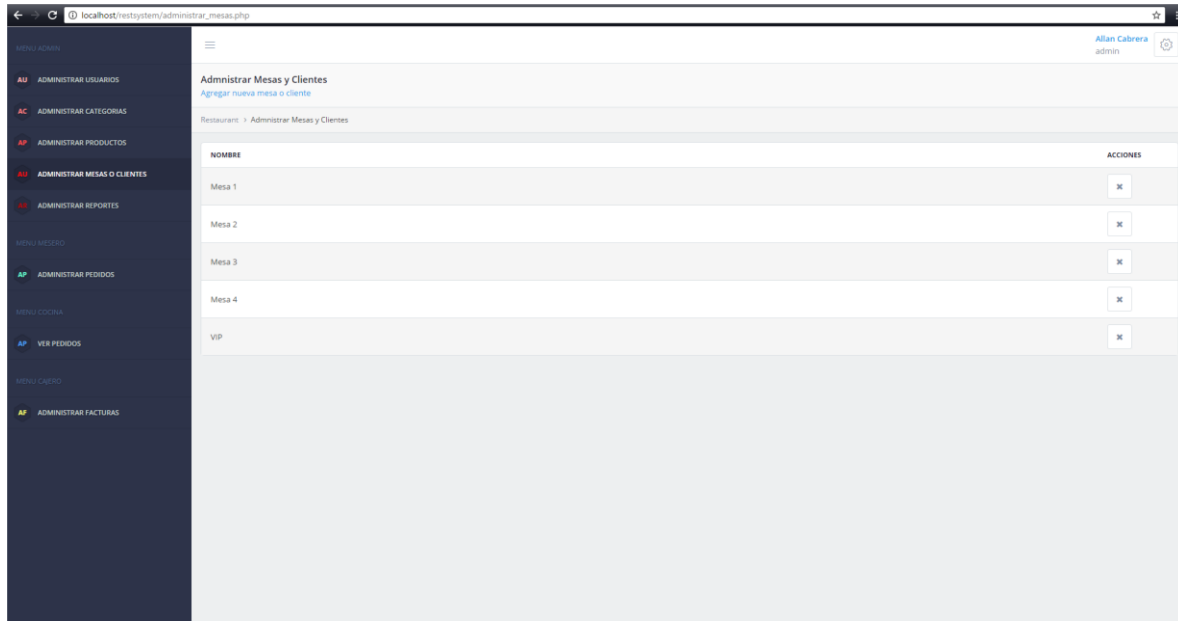 localhost/restsystem/administrar_mesas.php
MENU ADMIN
AU ADMINISTRAR USUARIOS
AC ADMINISTRAR CATEGORIAS
AP ADMINISTRAR PRODUCTOS
AU ADMINISTRAR MESAS O CLIENTES
ADMINISTRAR REPORTES
MENU MESERO
AP ADMINISTRAR PEDIDOS
MENU COCINA
AP VER PEDIDOS
MENU CAJERO
AF ADMINISTRAR FACTURAS
Allan Cabrera
admin
Admnistrar Mesas y Clientes
Agregar nueva mesa o cliente
Restaurant > Admnistrar Mesas y Clientes
NOMBRE ACCIONES
Mesa 1
Mesa 2
Mesa 3
Mesa 4
VIP